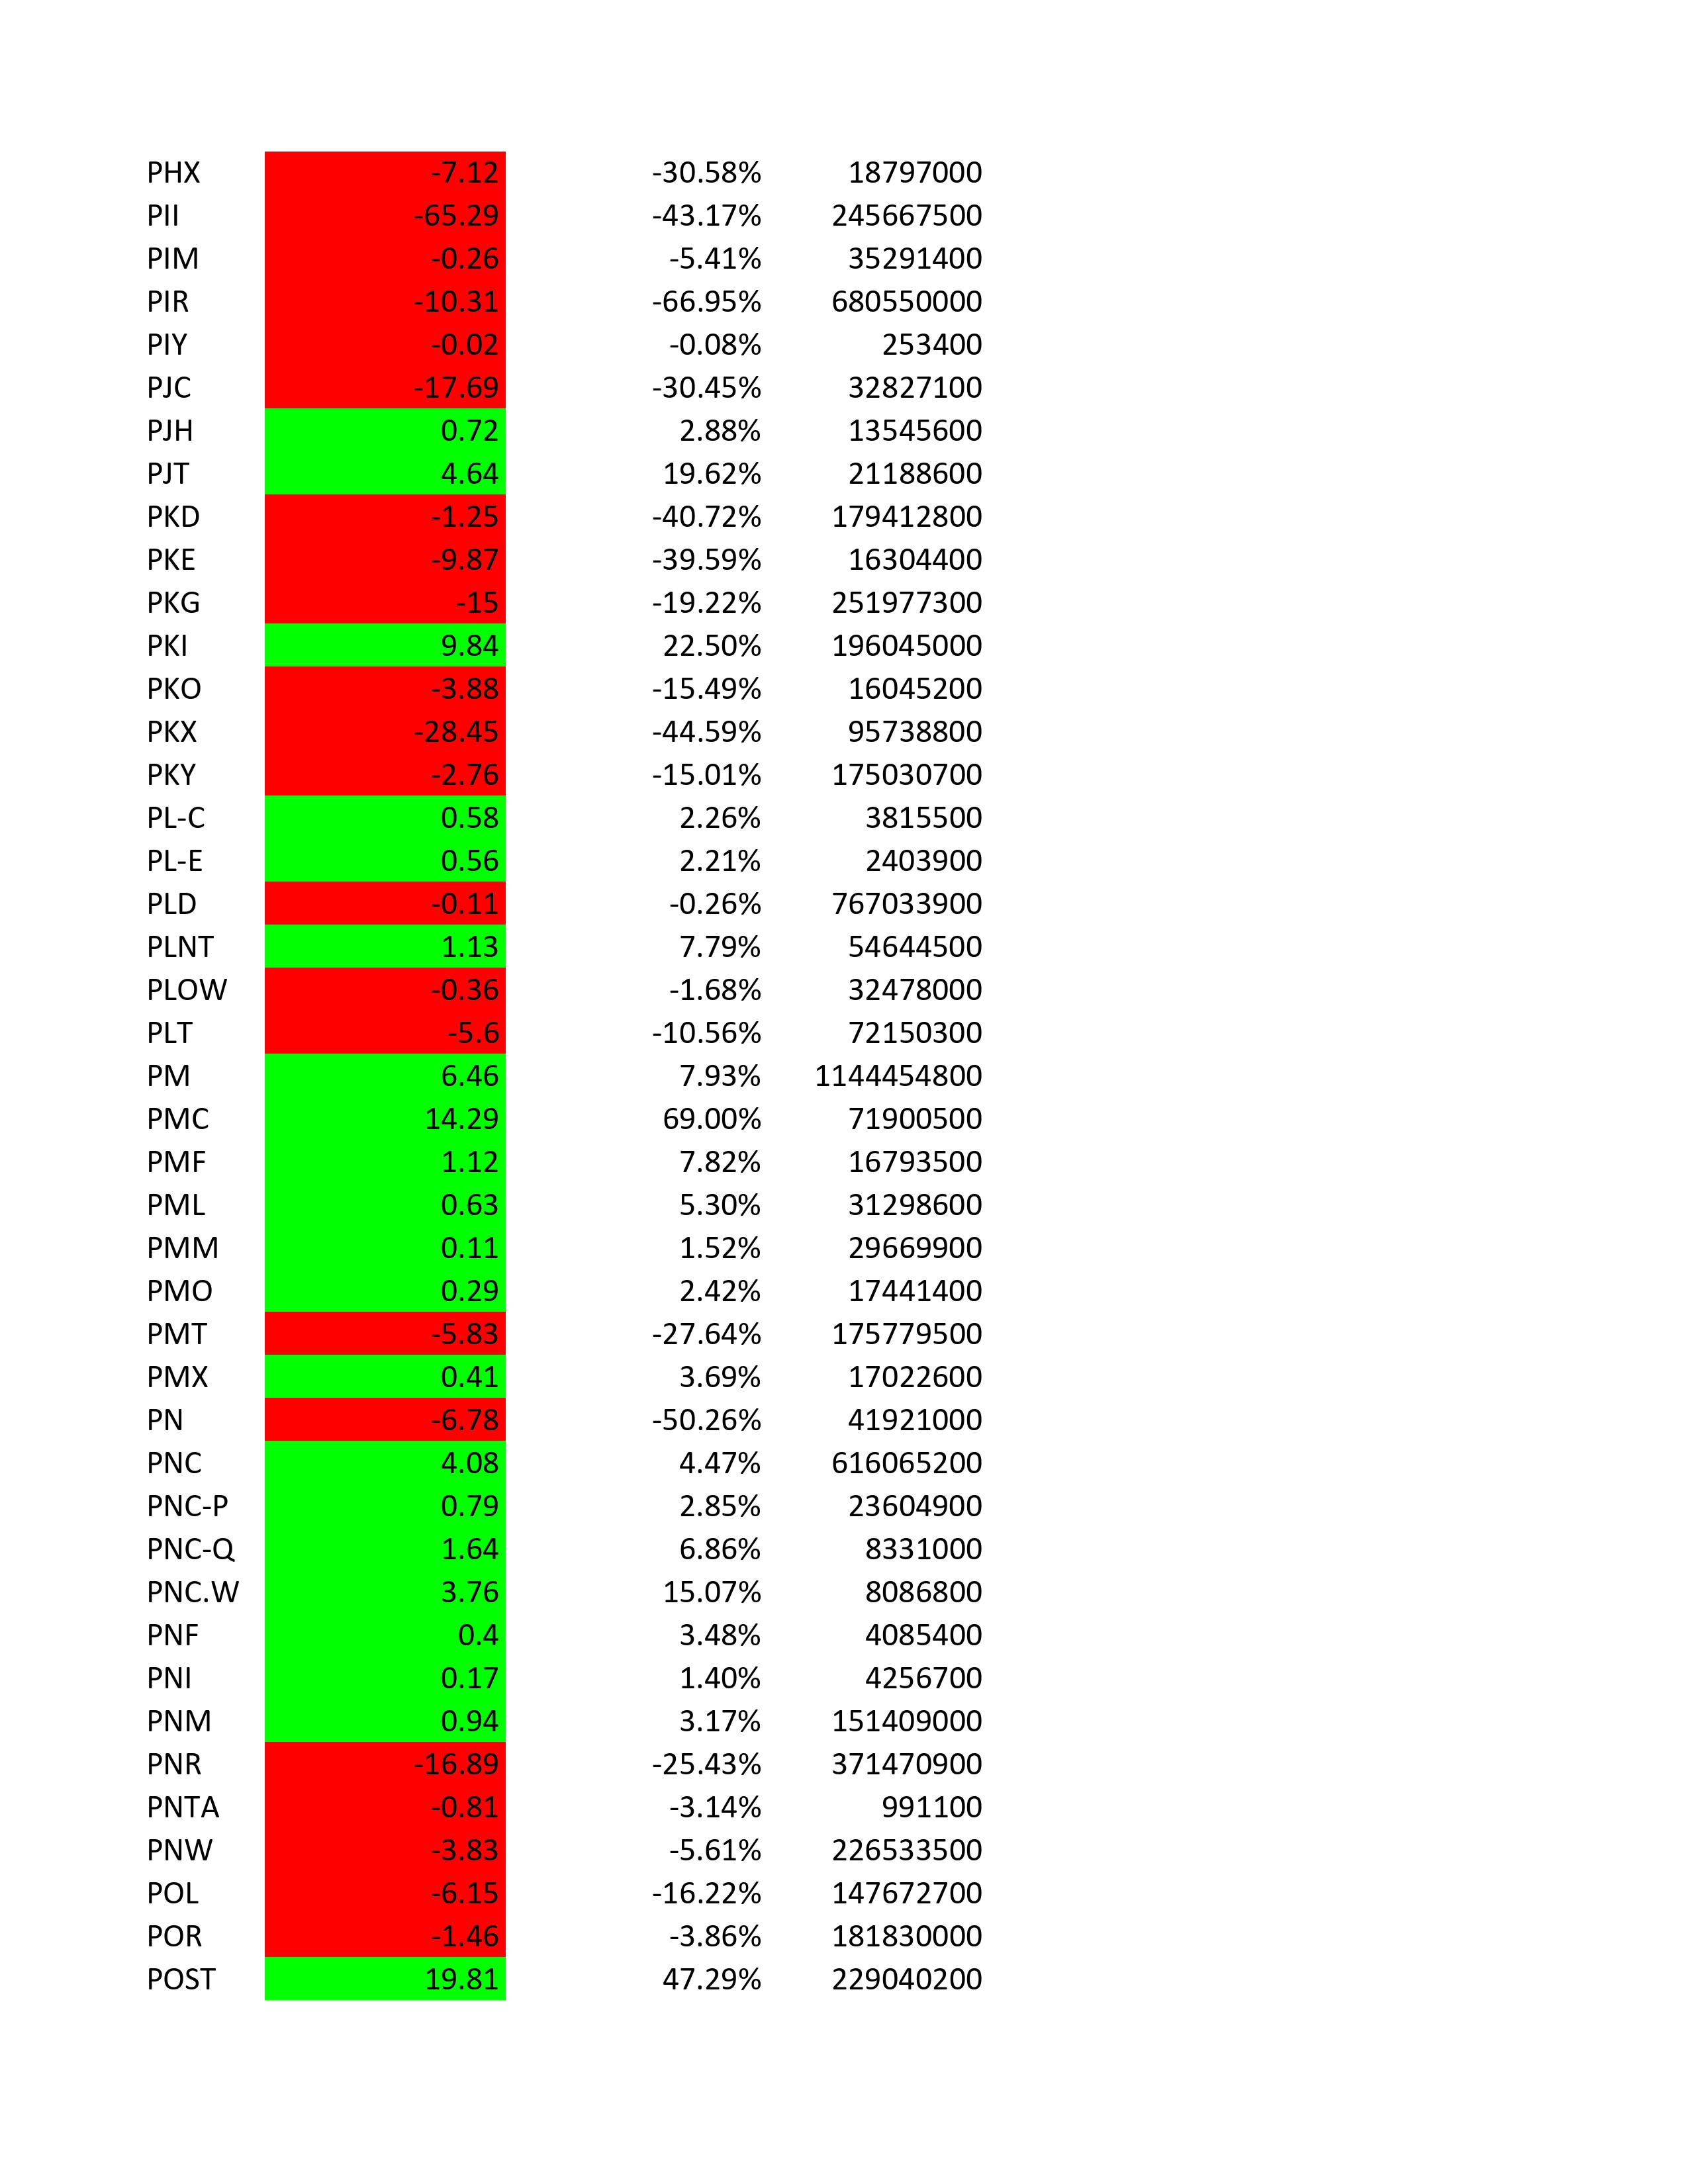 PHX -7.12 -30.58% 18797000
PII -65.29 -43.17% 245667500
PIM -0.26 -5.41% 35291400
PIR -10.31 -66.95% 680550000
PIY -0.02 -0.08% 253400
PJC -17.69 -30.45% 32827100
PJH 0.72 2.88% 13545600
PJT 4.64 19.62% 21188600
PKD -1.25 -40.72% 179412800
PKE -9.87 -39.59% 16304400
PKG -15 -19.22% 251977300
PKI 9.84 22.50% 196045000
PKO -3.88 -15.49% 16045200
PKX -28.45 -44.59% 95738800
PKY -2.76 -15.01% 175030700
PL-C 0.58 2.26% 3815500
PL-E 0.56 2.21% 2403900
PLD -0.11 -0.26% 767033900
PLNT 1.13 7.79% 54644500
PLOW -0.36 -1.68% 32478000
PLT -5.6 -10.56% 72150300
PM 6.46 7.93% 1144454800
PMC 14.29 69.00% 71900500
PMF 1.12 7.82% 16793500
PML 0.63 5.30% 31298600
PMM 0.11 1.52% 29669900
PMO 0.29 2.42% 17441400
PMT -5.83 -27.64% 175779500
PMX 0.41 3.69% 17022600
PN -6.78 -50.26% 41921000
PNC 4.08 4.47% 616065200
PNC-P 0.79 2.85% 23604900
PNC-Q 1.64 6.86% 8331000
PNC.W 3.76 15.07% 8086800
PNF 0.4 3.48% 4085400
PNI 0.17 1.40% 4256700
PNM 0.94 3.17% 151409000
PNR -16.89 -25.43% 371470900
PNTA -0.81 -3.14% 991100
PNW -3.83 -5.61% 226533500
POL -6.15 -16.22% 147672700
POR -1.46 -3.86% 181830000
POST 19.81 47.29% 229040200